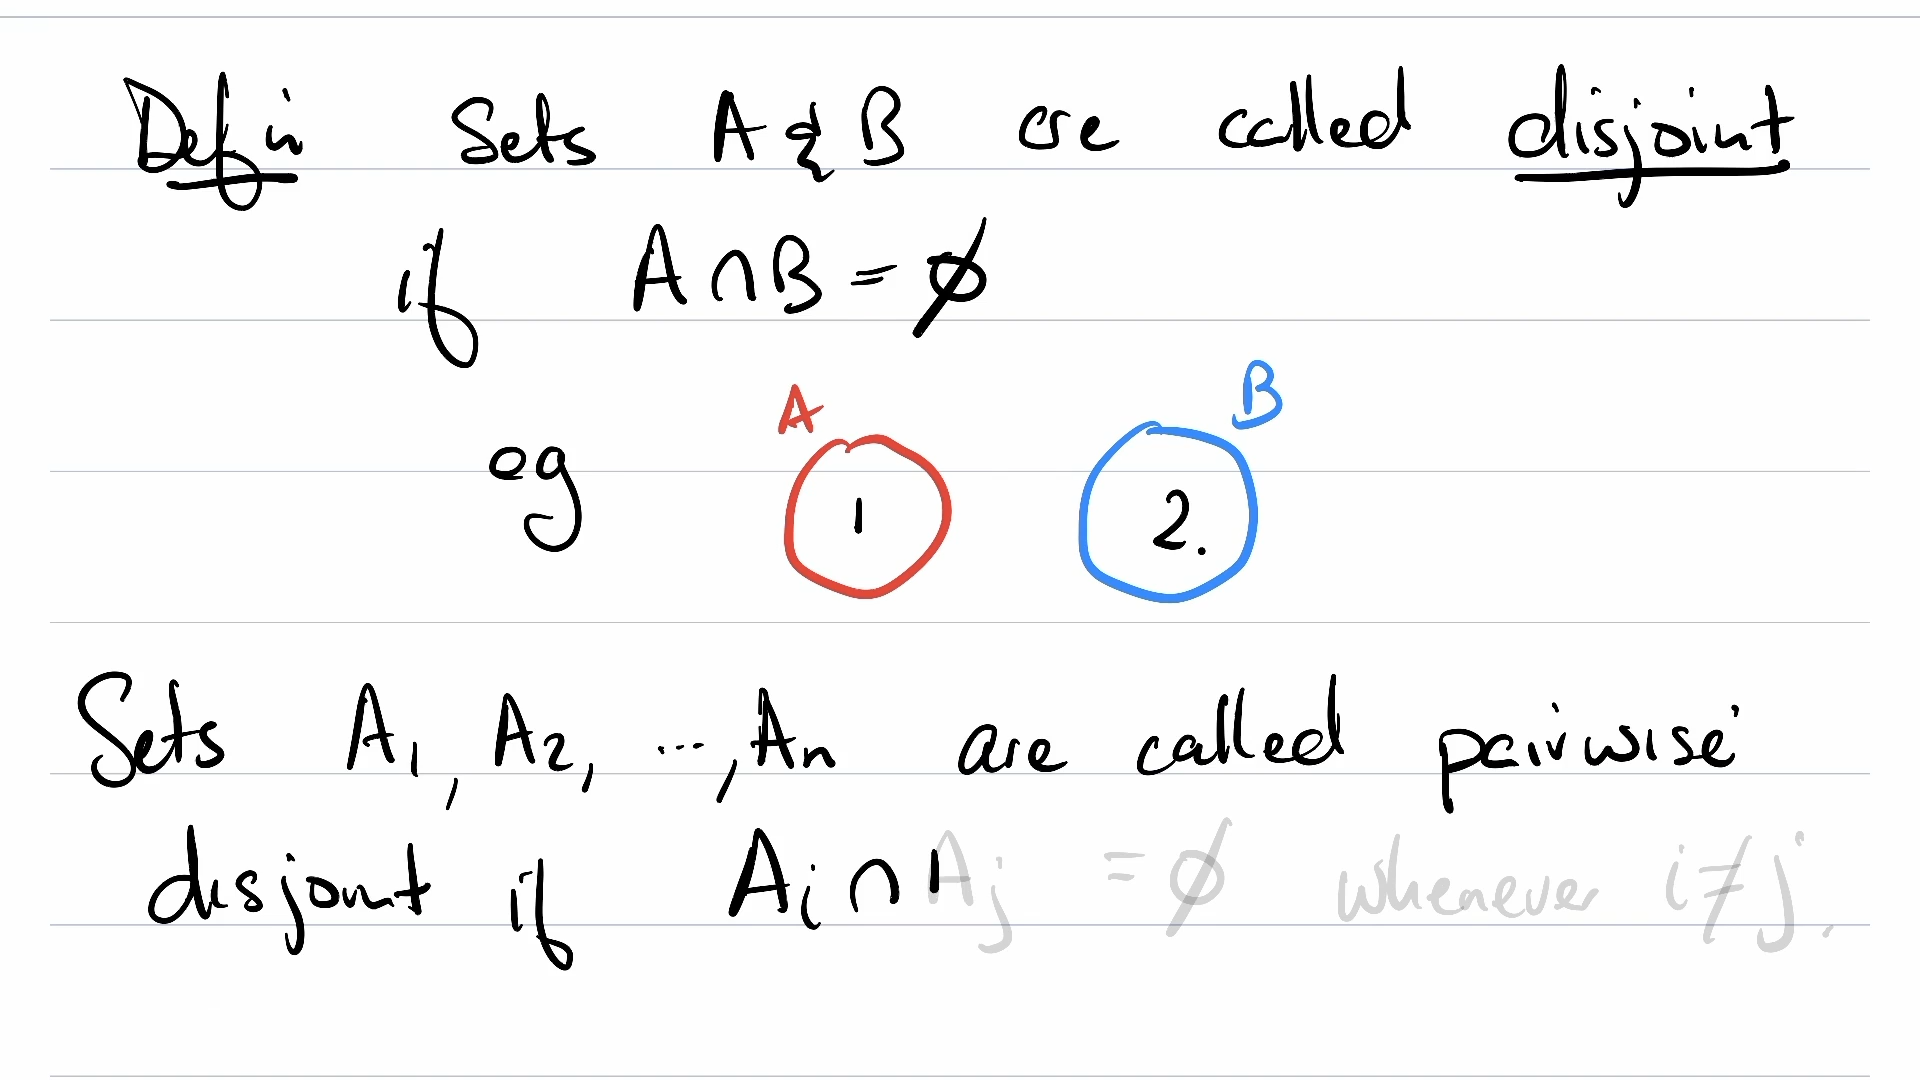 Defn Sets A & B are called disjoint
if A ∩ B = ∅
A B
eg 1 2.
Sets A₁, A₂, ..., Aₙ are called pairwise
disjoint if Aᵢ ∩ Aⱼ = ∅ whenever i ≠ j.